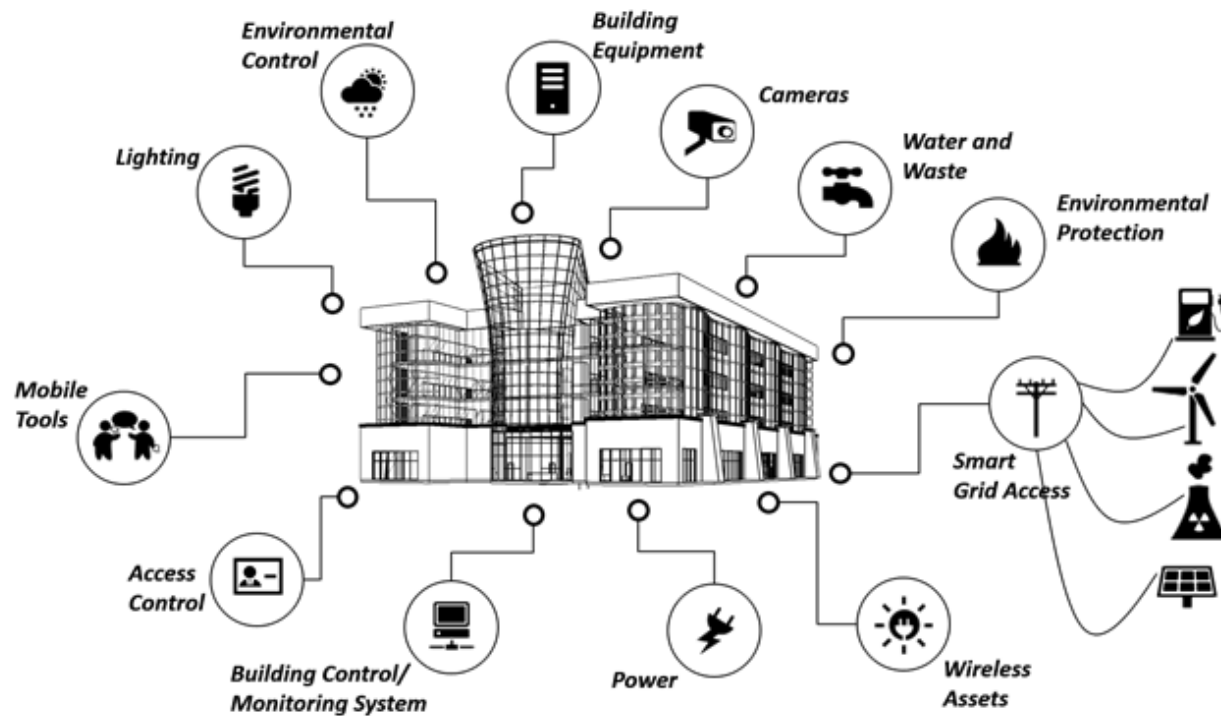 Environmental
Control
Building
Equipment
Cameras
Lighting
Water and
Waste
Environmental
Protection
Mobile
Tools
Smart
Grid Access
Access
Control
Building Control/
Monitoring System
Power
Wireless
Assets